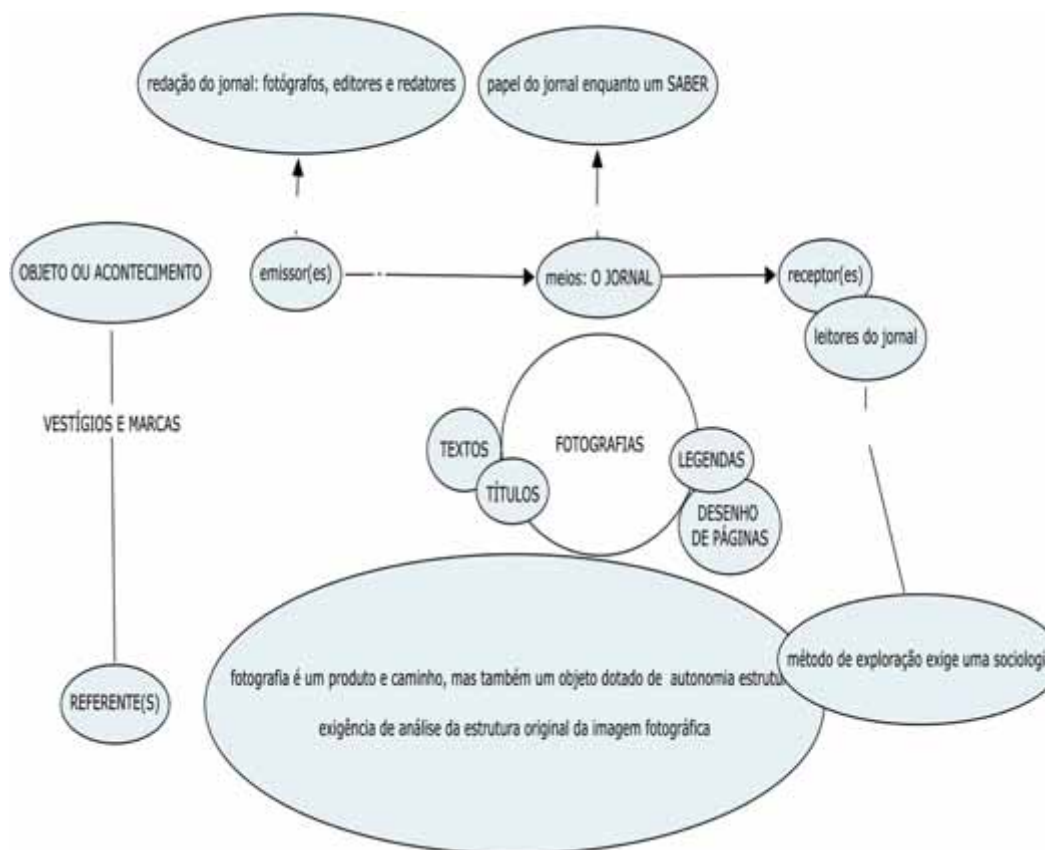 redação do jornal: fotógrafos, editores e redatores
papel do jornal enquanto um SABER
OBJETO OU ACONTECIMENTO
emissor(es)
meios: O JORNAL
receptor(es)
leitores do jornal
VESTÍGIOS E MARCAS
TEXTOS
TÍTULOS
FOTOGRAFIAS
LEGENDAS
DESENHO
DE PÁGINAS
REFERENTE(S)
fotografia é um produto e caminho, mas também um objeto dotado de autonomia
exigência de análise da estrutura original da imagem fotográfica
método de exploração exige uma